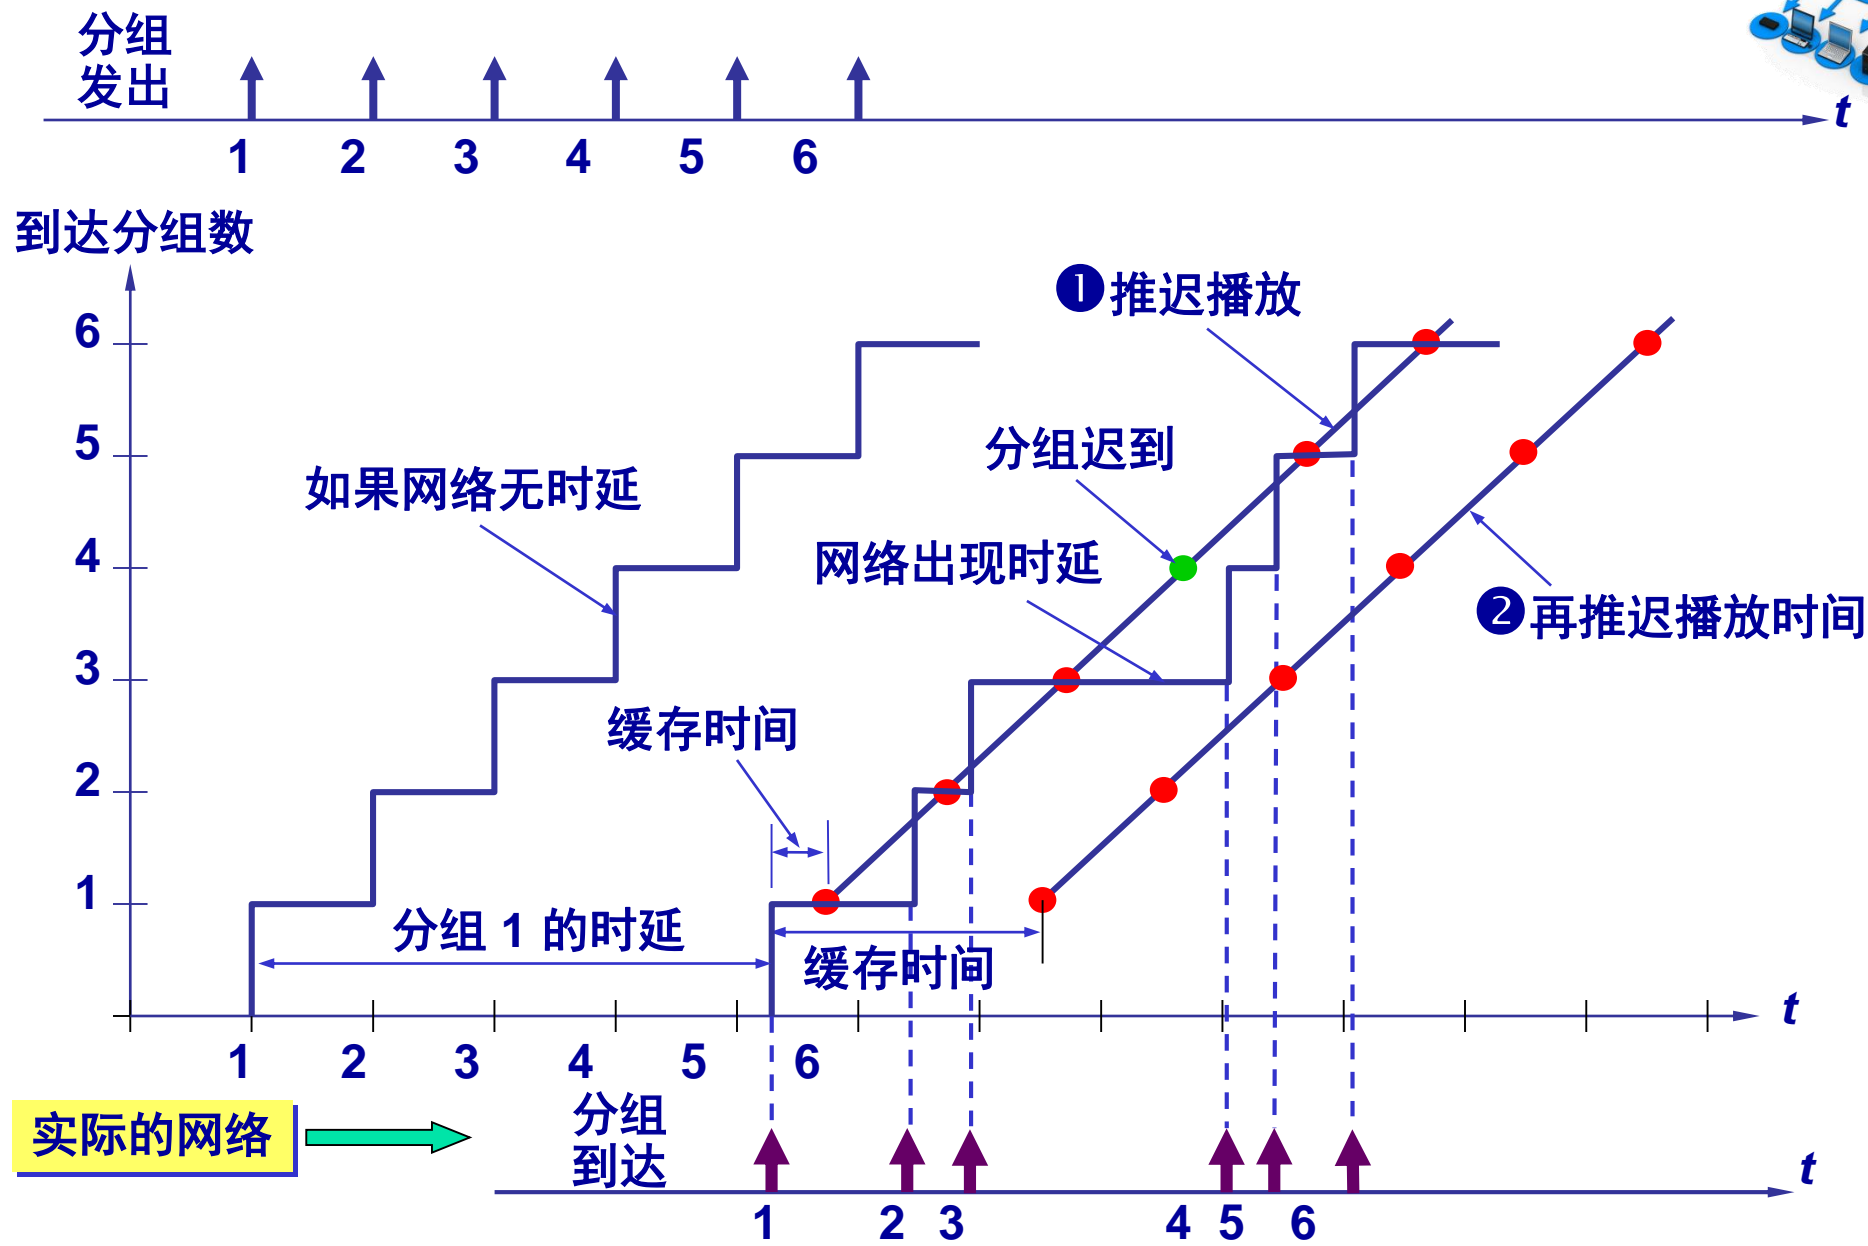 分组
发出
t
1 2 3 4 5 6
到达分组数
❶推迟播放
6
5
分组迟到
如果网络无时延
4
网络出现时延
❷再推迟播放时间
3
缓存时间
2
1
分组 1 的时延
缓存时间
t
1 2 3 4 5 6
分组
到达
实际的网络
t
1 2 3 4 5 6